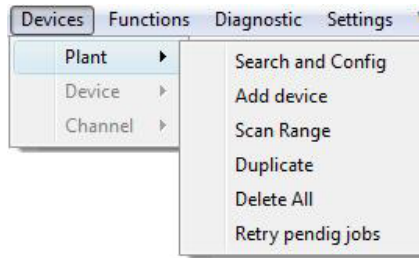 Devices Functions Diagnostic Settings
Plant
Device
Channel
Search and Config
Add device
Scan Range
Duplicate
Delete All
Retry pendig jobs